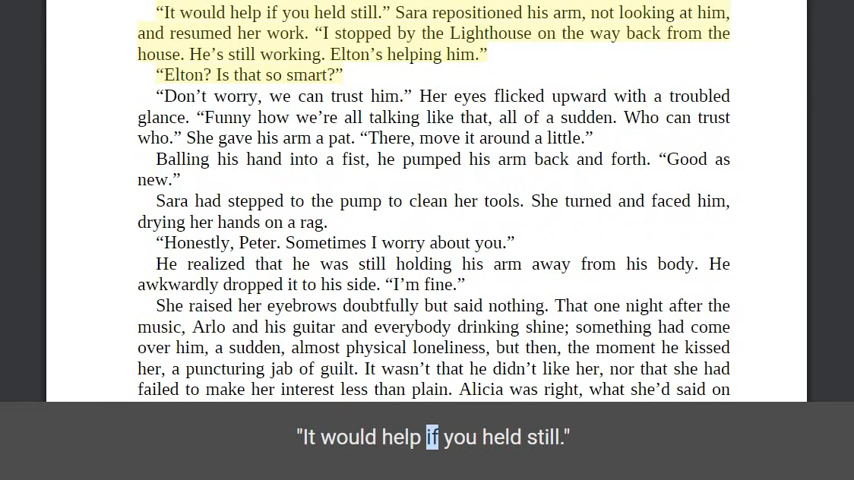 “It would help if you held still.” Sara repositioned his arm, not looking at him,
and resumed her work. “I stopped by the Lighthouse on the way back from the
house. He’s still working. Elton’s helping him.”
“Elton? Is that so smart?”
“Don’t worry, we can trust him.” Her eyes flicked upward with a troubled
glance. “Funny how we’re all talking like that, all of a sudden. Who can trust
who.” She gave his arm a pat. “There, move it around a little.”
Balling his hand into a fist, he pumped his arm back and forth. “Good as
new.”
Sara had stepped to the pump to clean her tools. She turned and faced him,
drying her hands on a rag.
“Honestly, Peter. Sometimes I worry about you.”
He realized that he was still holding his arm away from his body. He
awkwardly dropped it to his side. “I’m fine.”
She raised her eyebrows doubtfully but said nothing. That one night after the
music, Arlo and his guitar and everybody drinking shine; something had come
over him, a sudden, almost physical loneliness, but then, the moment he kissed
her, a puncturing jab of guilt. It wasn’t that he didn’t like her, nor that she had
failed to make her interest less than plain. Alicia was right, what she’d said on
"It would help if you held still."